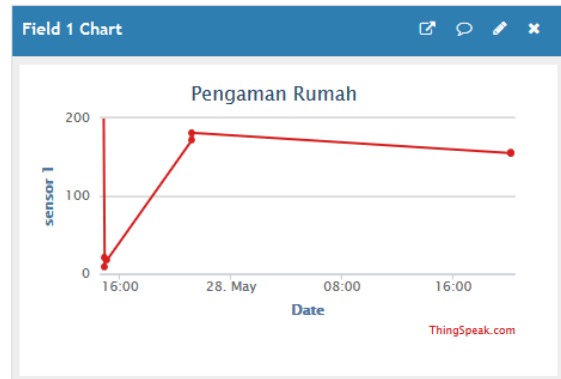 Field 1 Chart
Pengaman Rumah
200
100
0
sensor 1
16:00 28. May 08:00 16:00
Date
ThingSpeak.com